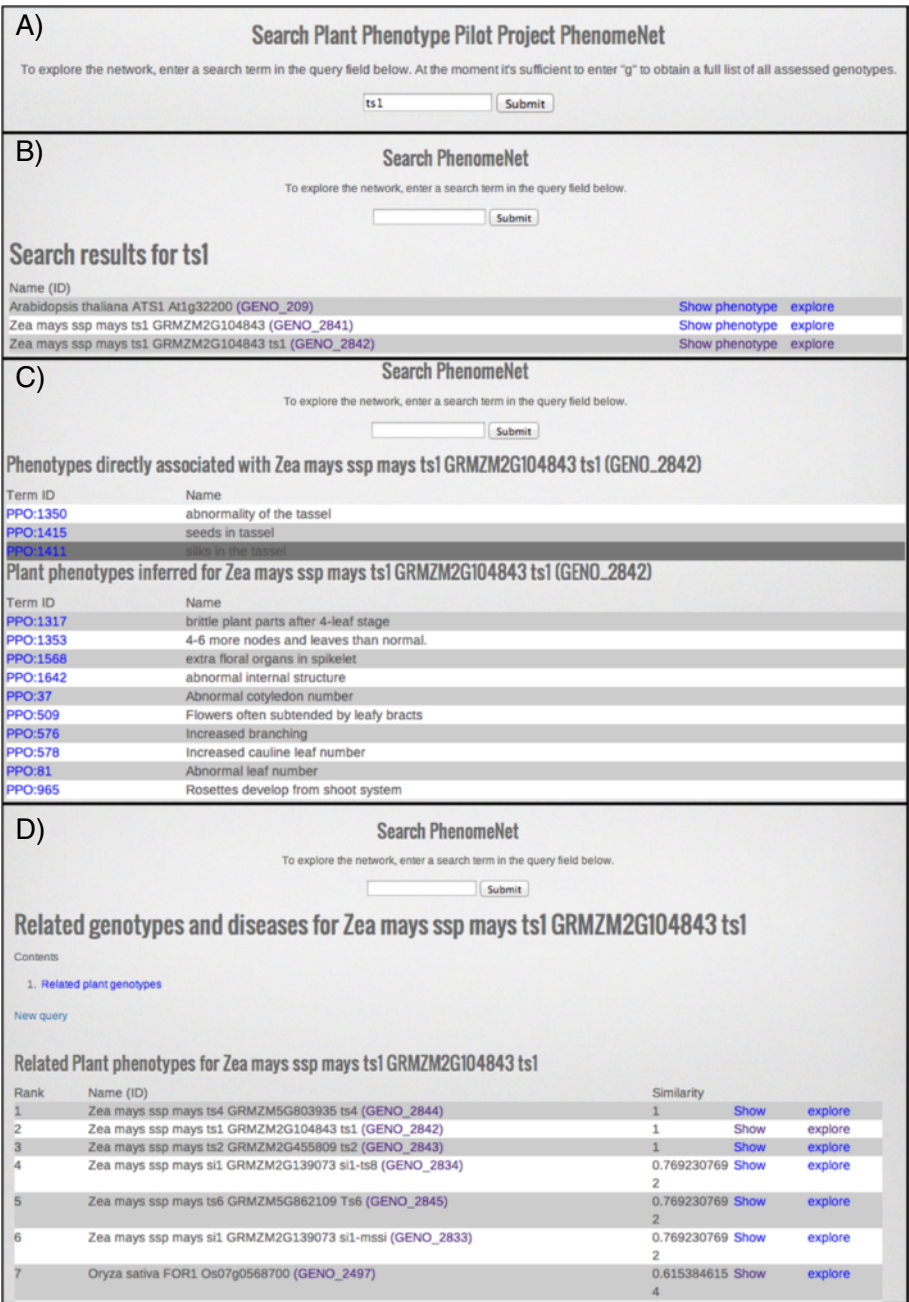 A)
Search Plant Phenotype Pilot Project PhenomeNet
To explore the network, enter a search term in the query field below. At the moment it's sufficient to enter "g" to obtain a full list of all assessed genotypes.
ts1 Submit
B)
Search PhenomeNet
To explore the network, enter a search term in the query field below.
Submit
Search results for ts1
Name (ID)
Arabidopsis thaliana ATS1 At1g32200 (GENO_209) Show phenotype explore
Zea mays ssp mays ts1 GRMZM2G104843 (GENO_2841) Show phenotype explore
Zea mays ssp mays ts1 GRMZM2G104843 ts1 (GENO_2842) Show phenotype explore
C)
Search PhenomeNet
To explore the network, enter a search term in the query field below.
Submit
Phenotypes directly associated with Zea mays ssp mays ts1 GRMZM2G104843 ts1 (GENO_2842)
Term ID Name
PPO:1350 abnormality of the tassel
PPO:1415 seeds in tassel
PPO:1411 silks in the tassel
Plant phenotypes inferred for Zea mays ssp mays ts1 GRMZM2G104843 ts1 (GENO_2842)
Term ID Name
PPO:1317 brittle plant parts after 4-leaf stage
PPO:1353 4-6 more nodes and leaves than normal.
PPO:1568 extra floral organs in spikelet
PPO:1642 abnormal internal structure
PPO:37 Abnormal cotyledon number
PPO:509 Flowers often subtended by leafy bracts
PPO:576 Increased branching
PPO:578 Increased cauline leaf number
PPO:81 Abnormal leaf number
PPO:965 Rosettes develop from shoot system
D)
Search PhenomeNet
To explore the network, enter a search term in the query field below.
Submit
Related genotypes and diseases for Zea mays ssp mays ts1 GRMZM2G104843 ts1
Contents
1. Related plant genotypes
New query
Related Plant phenotypes for Zea mays ssp mays ts1 GRMZM2G104843 ts1
Rank Name (ID) Similarity
1 Zea mays ssp mays ts4 GRMZM5G803935 ts4 (GENO_2844) 1 Show explore
2 Zea mays ssp mays ts1 GRMZM2G104843 ts1 (GENO_2842) 1 Show explore
3 Zea mays ssp mays ts2 GRMZM2G455809 ts2 (GENO_2843) 1 Show explore
4 Zea mays ssp mays si1 GRMZM2G139073 si1-ts8 (GENO_2834) 0.769230769 Show explore
2
5 Zea mays ssp mays ts6 GRMZM5G862109 Ts6 (GENO_2845) 0.769230769 Show explore
2
6 Zea mays ssp mays si1 GRMZM2G139073 si1-mssi (GENO_2833) 0.769230769 Show explore
2
7 Oryza sativa FOR1 Os07g0568700 (GENO_2497) 0.615384615 Show explore
4